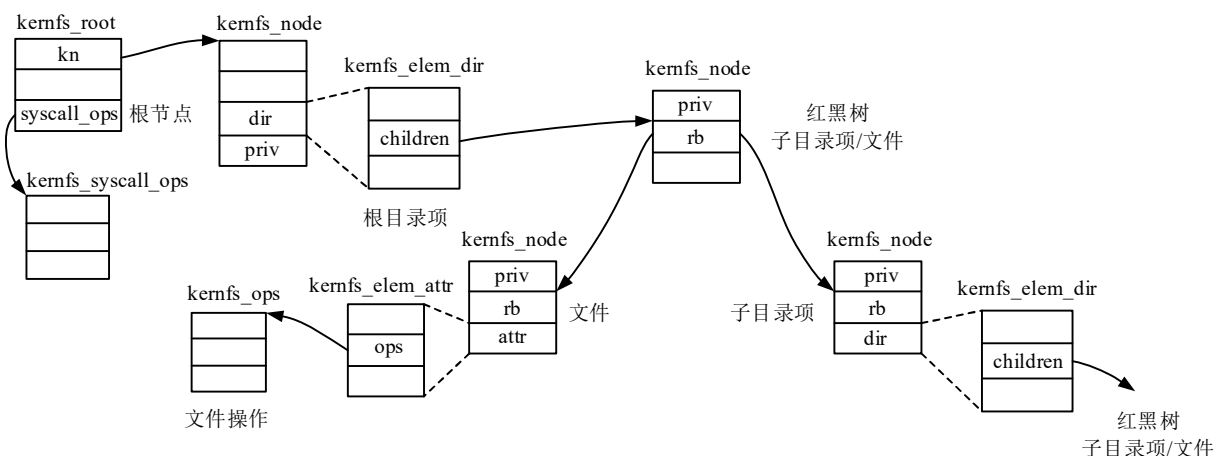 kernfs_root
kn
syscall_ops
根节点
kernfs_syscall_ops
kernfs_node
dir
priv
kernfs_elem_dir
children
根目录项
kernfs_node
priv
rb
红黑树
子目录项/文件
kernfs_ops
文件操作
kernfs_elem_attr
ops
kernfs_node
priv
rb
attr
文件
子目录项
kernfs_node
priv
rb
dir
kernfs_elem_dir
children
红黑树
子目录项/文件